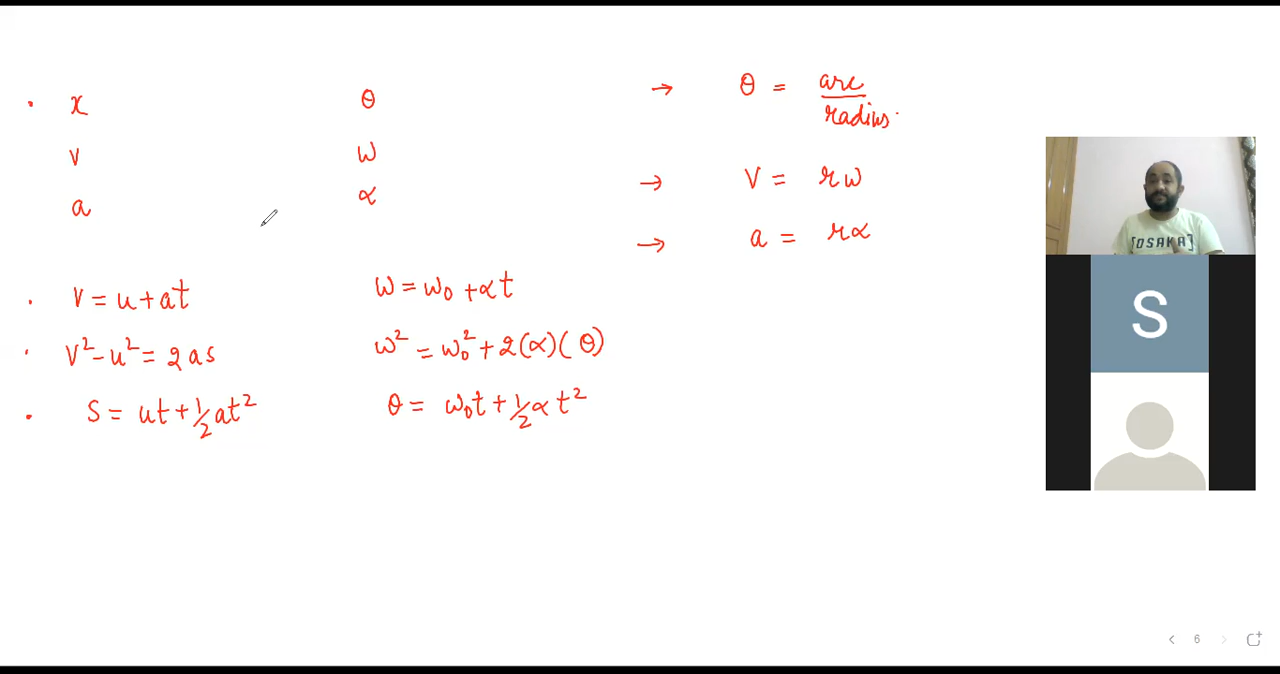 · x θ → θ = arc/radius.
v ω → v = rω
a α → a = rα
· v = u + at ω = ω₀ + αt
· v² - u² = 2as ω² = ω₀² + 2(α)(θ)
· S = ut + ½at² θ = ω₀t + ½αt²
[OSAKA]
S
< 6 >